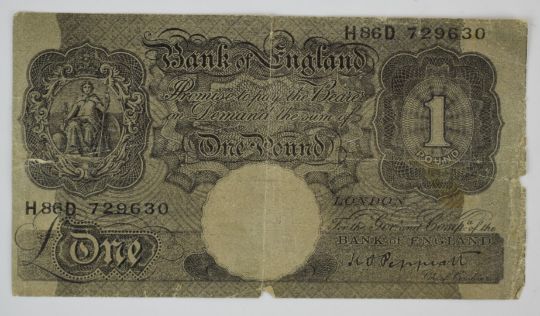 H86D 729630
Bank of England
Promise to pay the Bearer
on Demand the sum of
One Pound
1
POUND
H86D 729630
LONDON
For the Govr. and Compa. of the
BANK of ENGLAND
K O Peppiatt
Chief Cashier
One